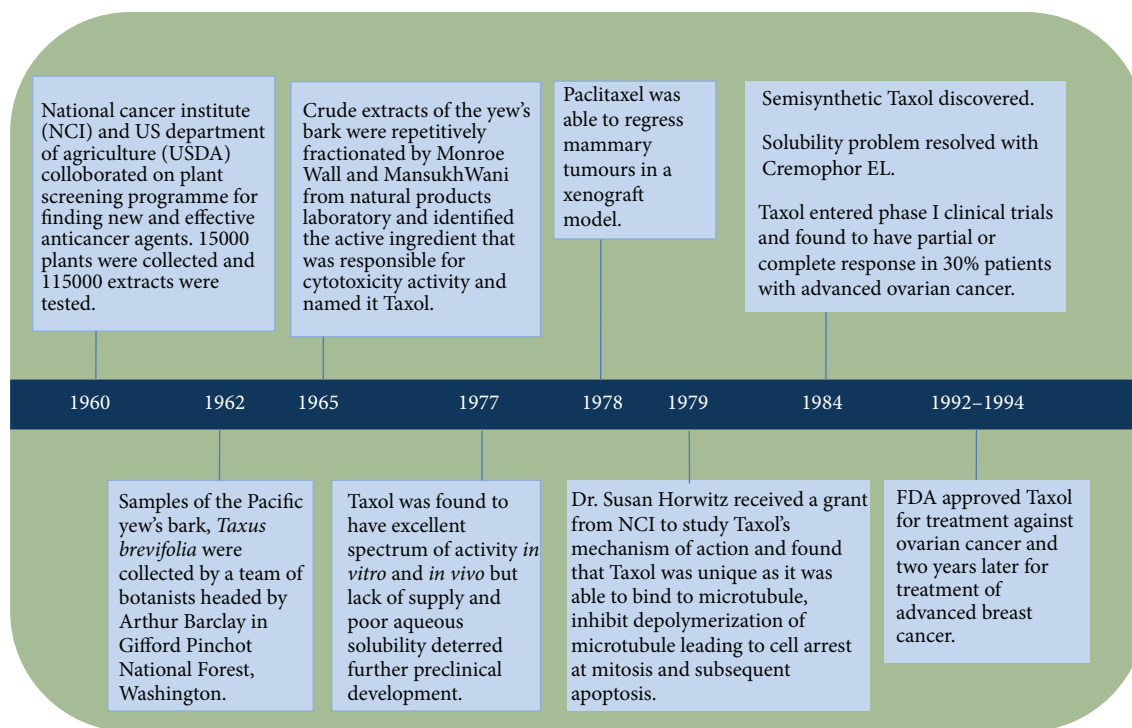 National cancer institute
(NCI) and US department
of agriculture (USDA)
colloborated on plant
screening programme for
finding new and effective
anticancer agents. 15000
plants were collected and
115000 extracts were
tested.
Crude extracts of the yew's
bark were repetitively
fractionated by Monroe
Wall and MansukhWani
from natural products
laboratory and identified
the active ingredient that
was responsible for
cytotoxicity activity and
named it Taxol.
Paclitaxel was
able to regress
mammary
tumours in a
xenograft
model.
Semisynthetic Taxol discovered.
Solubility problem resolved with
Cremophor EL.
Taxol entered phase I clinical trials
and found to have partial or
complete response in 30% patients
with advanced ovarian cancer.
1960 1962 1965 1977 1978 1979 1984 1992–1994
Samples of the Pacific
yew's bark, Taxus
brevifolia were
collected by a team of
botanists headed by
Arthur Barclay in
Gifford Pinchot
National Forest,
Washington.
Taxol was found to
have excellent
spectrum of activity in
vitro and in vivo but
lack of supply and
poor aqueous
solubility deterred
further preclinical
development.
Dr. Susan Horwitz received a grant
from NCI to study Taxol's
mechanism of action and found
that Taxol was unique as it was
able to bind to microtubule,
inhibit depolymerization of
microtubule leading to cell arrest
at mitosis and subsequent
apoptosis.
FDA approved Taxol
for treatment against
ovarian cancer and
two years later for
treatment of
advanced breast
cancer.